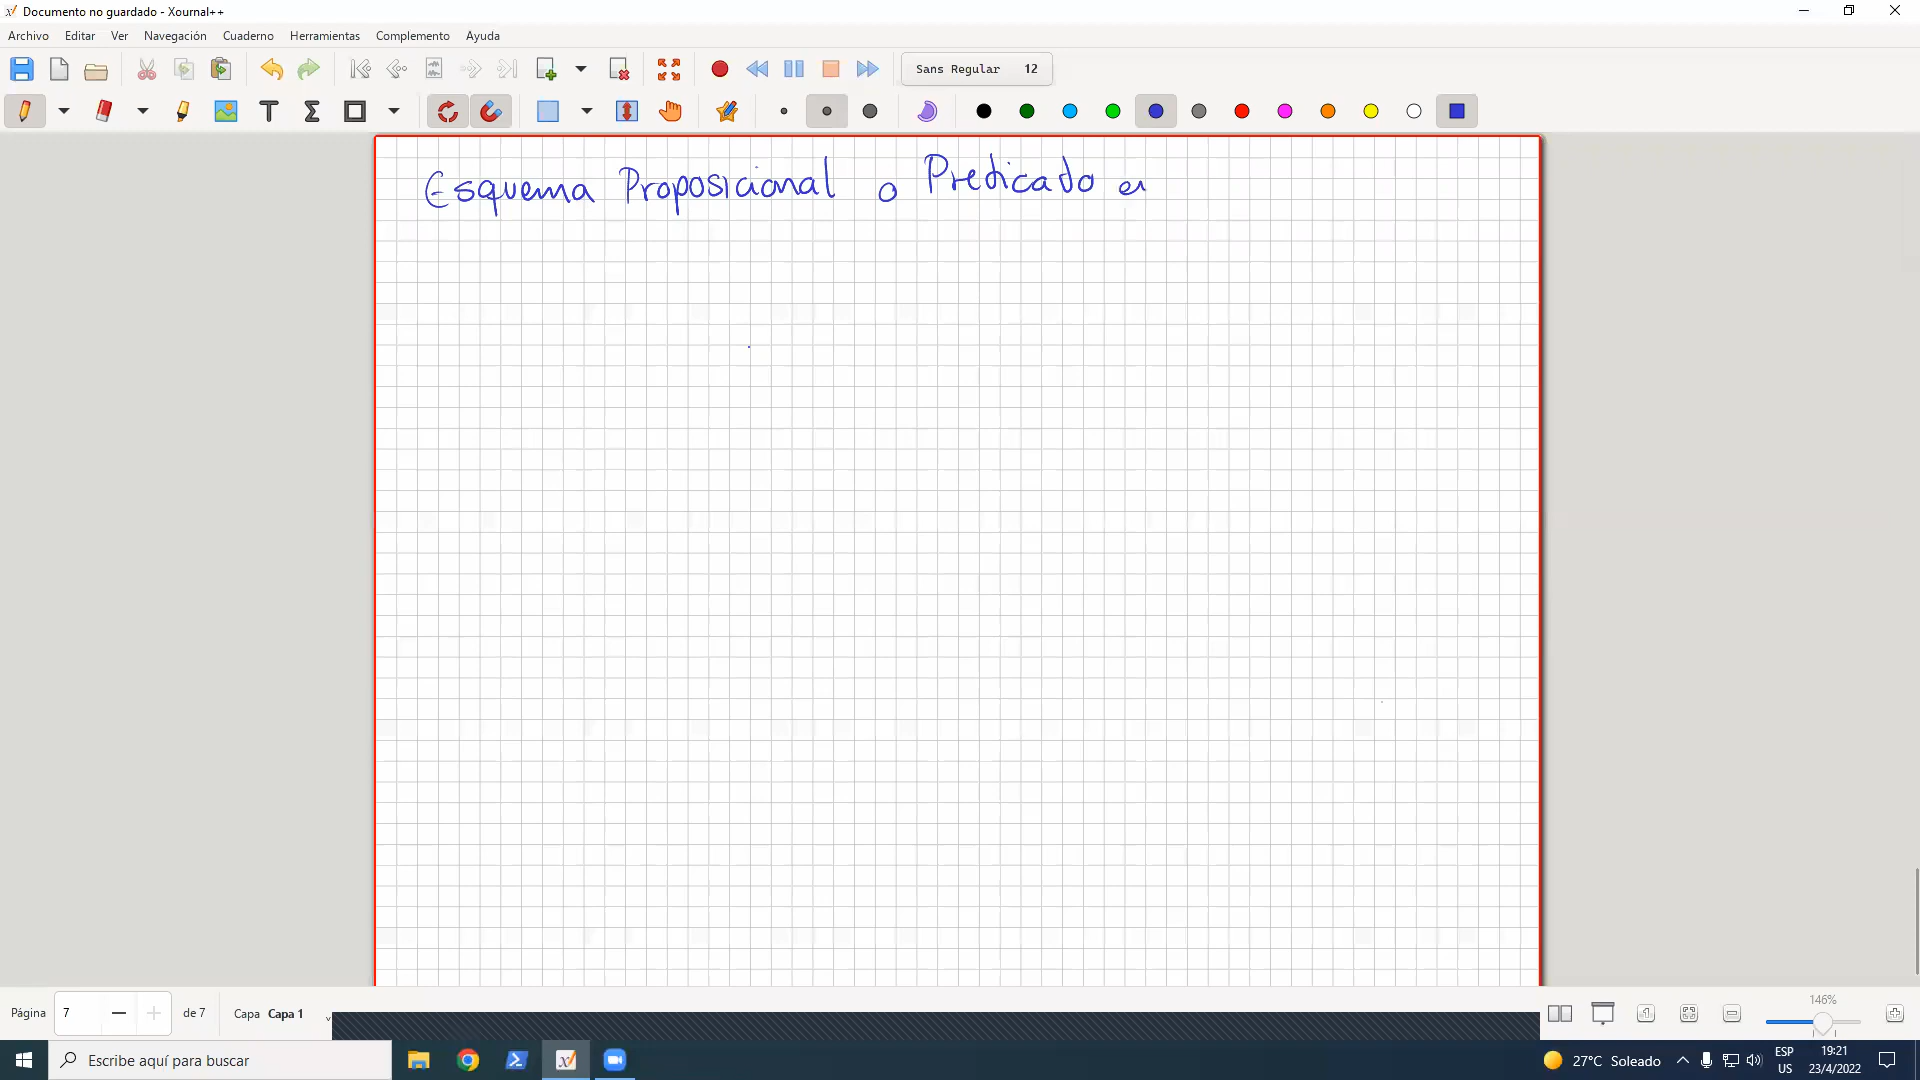 Documento no guardado - Xournal++
Archivo Editar Ver Navegación Cuaderno Herramientas Complemento Ayuda
Sans Regular 12
Esquema Proposicional o Predicado en
Página 7 de 7 Capa Capa 1
146%
Escribe aquí para buscar
27°C Soleado
ESP
US
19:21
23/4/2022